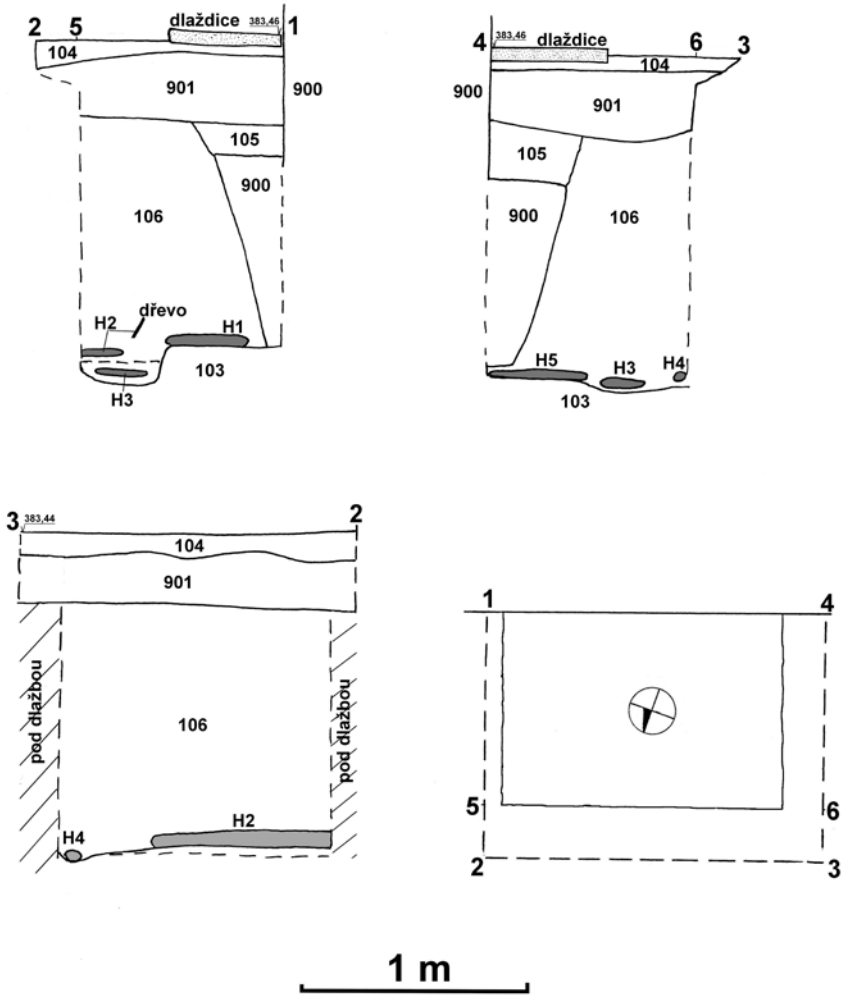 dlaždice
383,46
2 5 1
104
901
900
105
900
106
dřevo
H2
H1
103
H3
383,46
dlaždice
4 6 3
104
900
901
105
900
106
H5
H3
H4
103
3 383,44 2
104
901
pod dlažbou
106
pod dlažbou
H2
H4
1 4
5 6
2 3
1 m